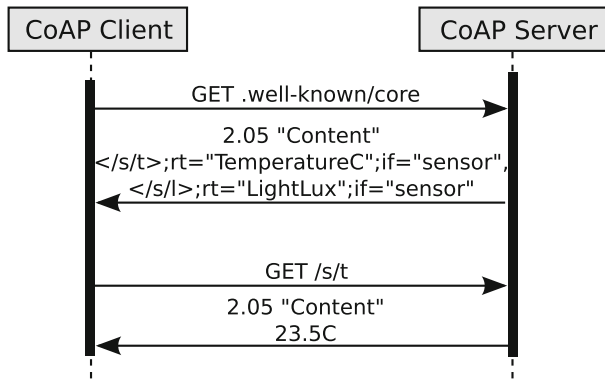 CoAP Client
CoAP Server
GET .well-known/core
2.05 "Content"
</s/t>;rt="TemperatureC";if="sensor",
</s/l>;rt="LightLux";if="sensor"
GET /s/t
2.05 "Content"
23.5C